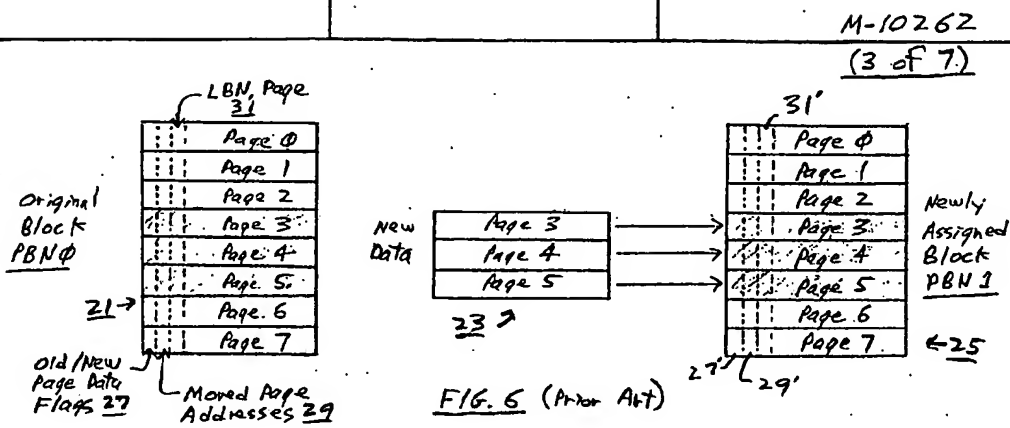 M-10262
(3 of 7)
LBN, Page
31
Page 0
Page 1
Page 2
Page 3
Page 4
Page 5
Page 6
Page 7
Original
Block
PBN0
21
Old/New
Page Data
Flags 27
Moved Page
Addresses 29
New
Data
Page 3
Page 4
Page 5
23
FIG. 6 (Prior Art)
31'
Page 0
Page 1
Page 2
Page 3
Page 4
Page 5
Page 6
Page 7
27'
29'
Newly
Assigned
Block
PBN1
25